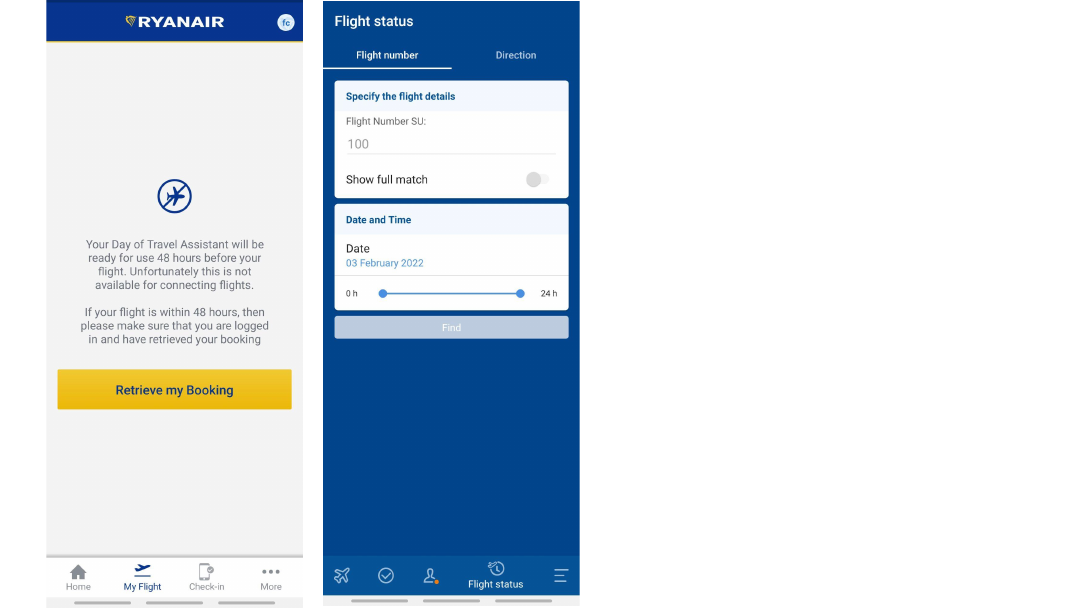 RYANAIR
fc
Your Day of Travel Assistant will be
ready for use 48 hours before your
flight. Unfortunately this is not
available for connecting flights.
If your flight is within 48 hours, then
please make sure that you are logged
in and have retrieved your booking
Retrieve my Booking
Home
My Flight
Check-in
More
Flight status
Flight number
Direction
Specify the flight details
Flight Number SU:
100
Show full match
Date and Time
Date
03 February 2022
0 h
24 h
Find
Flight status